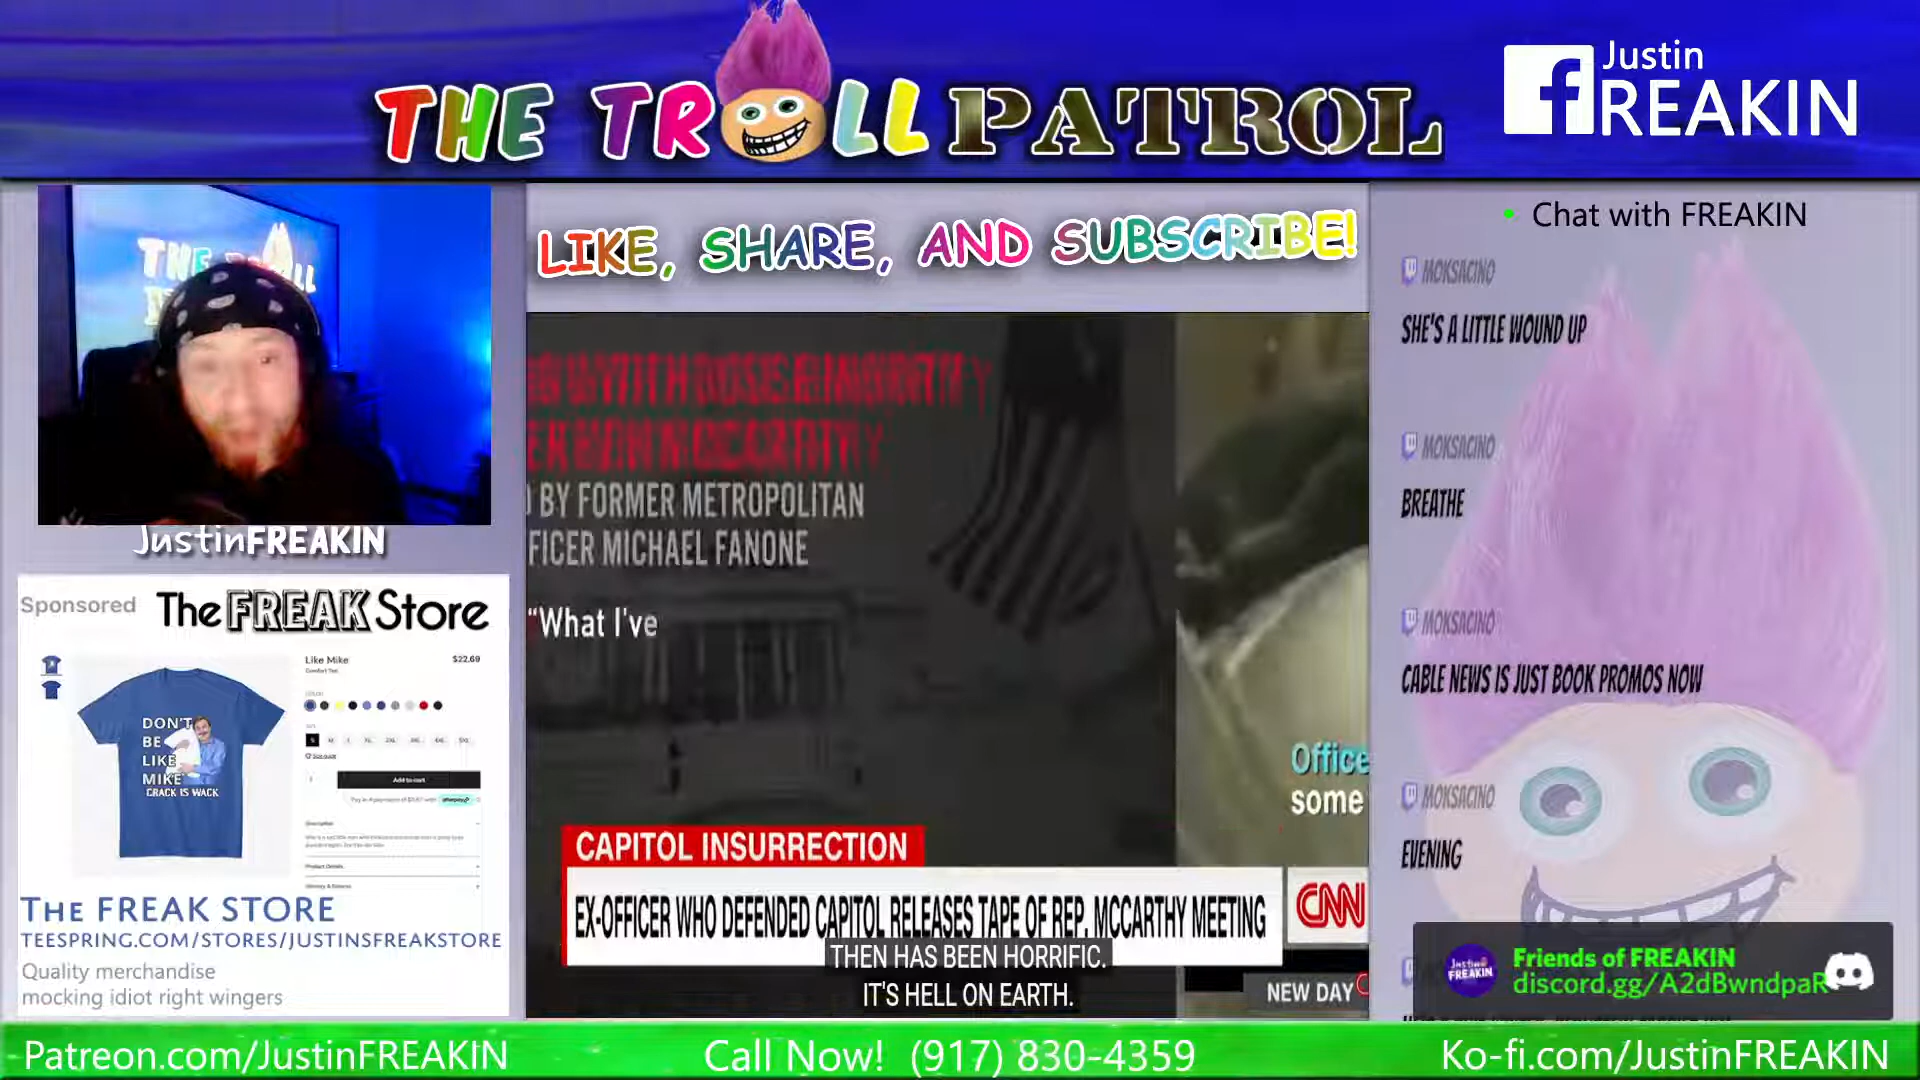 THE TROLL PATROL
Justin
FREAKIN
LIKE, SHARE, AND SUBSCRIBE!
JustinFREAKIN
Sponsored
The FREAK Store
Like Mike
$22.69
DON'T
BE
LIKE
MIKE
CRACK IS WACK
Add to cart
THE FREAK STORE
TEESPRING.COM/STORES/JUSTINSFREAKSTORE
Quality merchandise
mocking idiot right wingers
BY FORMER METROPOLITAN
FFICER MICHAEL FANONE
“What I've
Office
some
CAPITOL INSURRECTION
EX-OFFICER WHO DEFENDED CAPITOL RELEASES TAPE OF REP. MCCARTHY MEETING
CNN
THEN HAS BEEN HORRIFIC.
IT'S HELL ON EARTH.
NEW DAY
Chat with FREAKIN
MOKSACINO
SHE'S A LITTLE WOUND UP
MOKSACINO
BREATHE
MOKSACINO
CABLE NEWS IS JUST BOOK PROMOS NOW
MOKSACINO
EVENING
Friends of FREAKIN
discord.gg/A2dBwndpaR
Patreon.com/JustinFREAKIN
Call Now! (917) 830-4359
Ko-fi.com/JustinFREAKIN